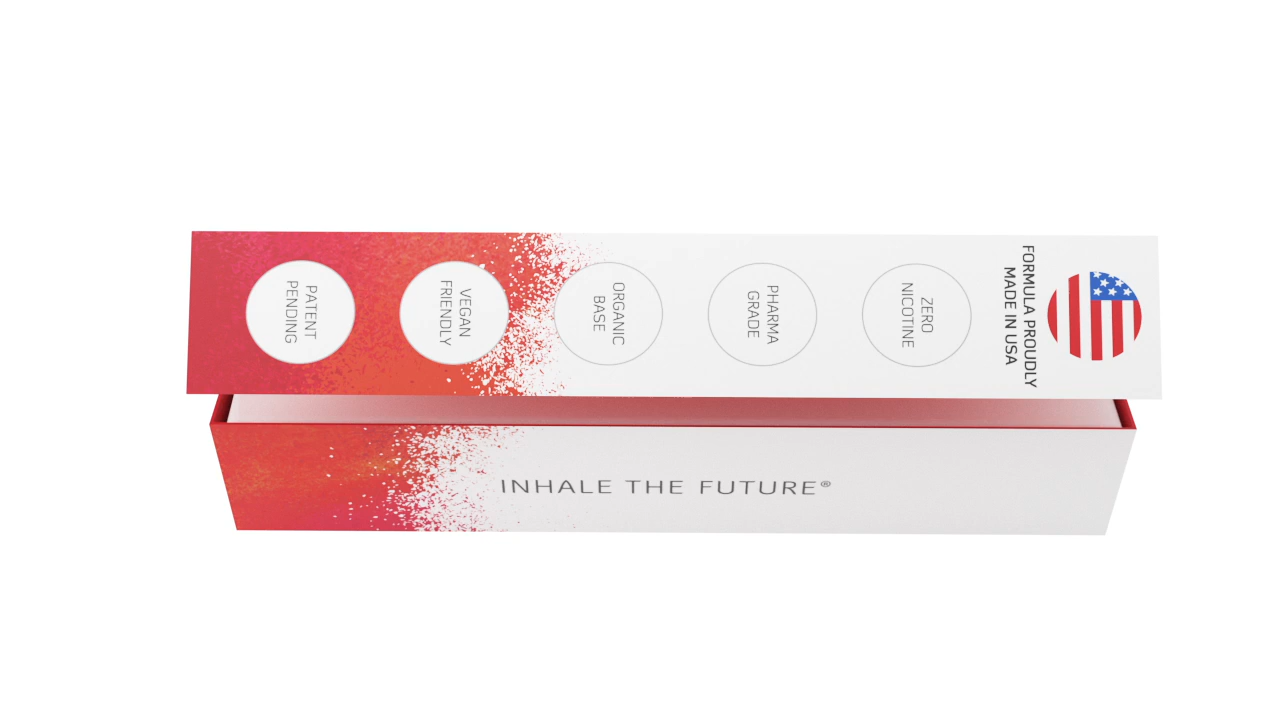 PATENT
PENDING
VEGAN
FRIENDLY
ORGANIC
BASE
PHARMA
GRADE
ZERO
NICOTINE
FORMULA PROUDLY
MADE IN USA
INHALE THE FUTURE®